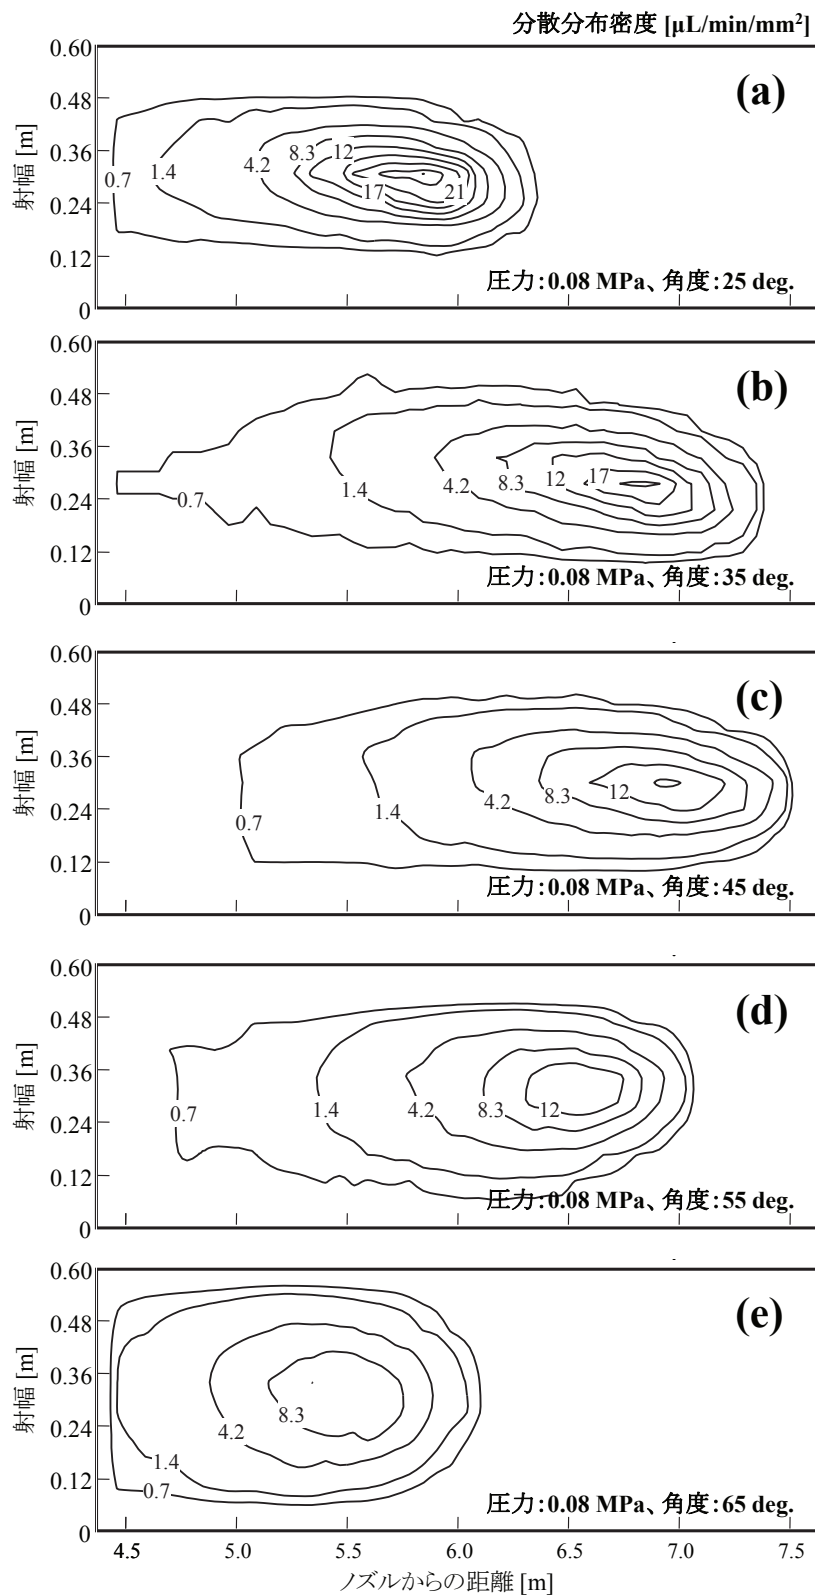 分散分布密度 [μL/min/mm²]
0.60
(a)
0.48
0.36
8.3 12
0.7 1.4 4.2
17 21
0.24
0.12
圧力:0.08 MPa、角度:25 deg.
0
射幅 [m]
0.60
(b)
0.48
0.36
17
12
8.3
4.2
1.4
0.7
0.24
0.12
圧力:0.08 MPa、角度:35 deg.
0
射幅 [m]
0.60
(c)
0.48
0.36
12
8.3
4.2
1.4
0.7
0.24
0.12
圧力:0.08 MPa、角度:45 deg.
0
射幅 [m]
0.60
(d)
0.48
0.36
0.7 1.4 4.2 8.3 12
0.24
0.12
圧力:0.08 MPa、角度:55 deg.
0
射幅 [m]
0.60
(e)
0.48
0.36
8.3
4.2
1.4
0.7
0.24
0.12
圧力:0.08 MPa、角度:65 deg.
0
射幅 [m]
4.5 5.0 5.5 6.0 6.5 7.0 7.5
ノズルからの距離 [m]